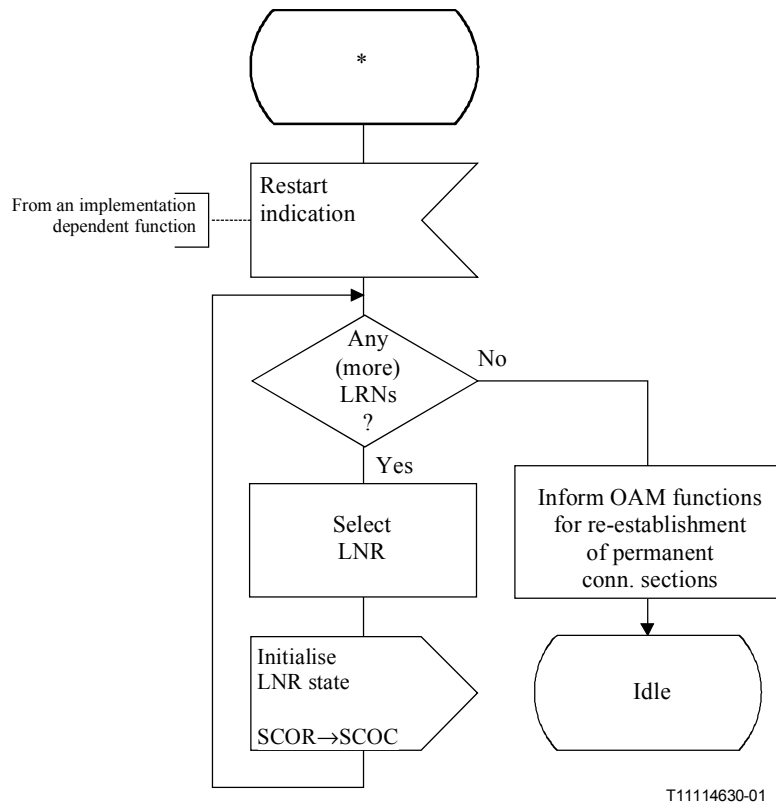 *
Restart
indication
From an implementation
dependent function
Any
(more)
LRNs
?
No
Yes
Select
LNR
Inform OAM functions
for re-establishment
of permanent
conn. sections
Initialise
LNR state
SCOR→SCOC
Idle
T11114630-01